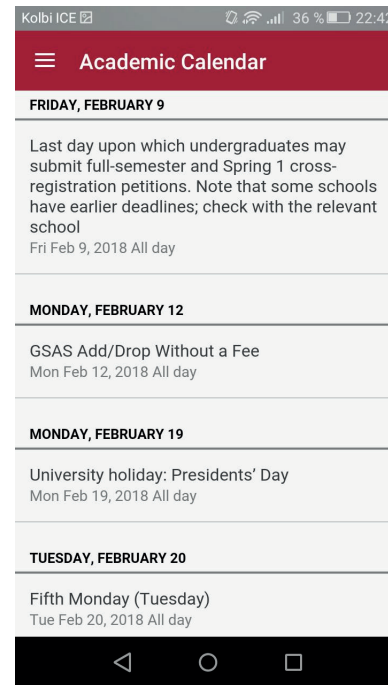 Kolbi ICE 36 % 22:42
Academic Calendar
FRIDAY, FEBRUARY 9
Last day upon which undergraduates may
submit full-semester and Spring 1 cross-
registration petitions. Note that some schools
have earlier deadlines; check with the relevant
school
Fri Feb 9, 2018 All day
MONDAY, FEBRUARY 12
GSAS Add/Drop Without a Fee
Mon Feb 12, 2018 All day
MONDAY, FEBRUARY 19
University holiday: Presidents’ Day
Mon Feb 19, 2018 All day
TUESDAY, FEBRUARY 20
Fifth Monday (Tuesday)
Tue Feb 20, 2018 All day